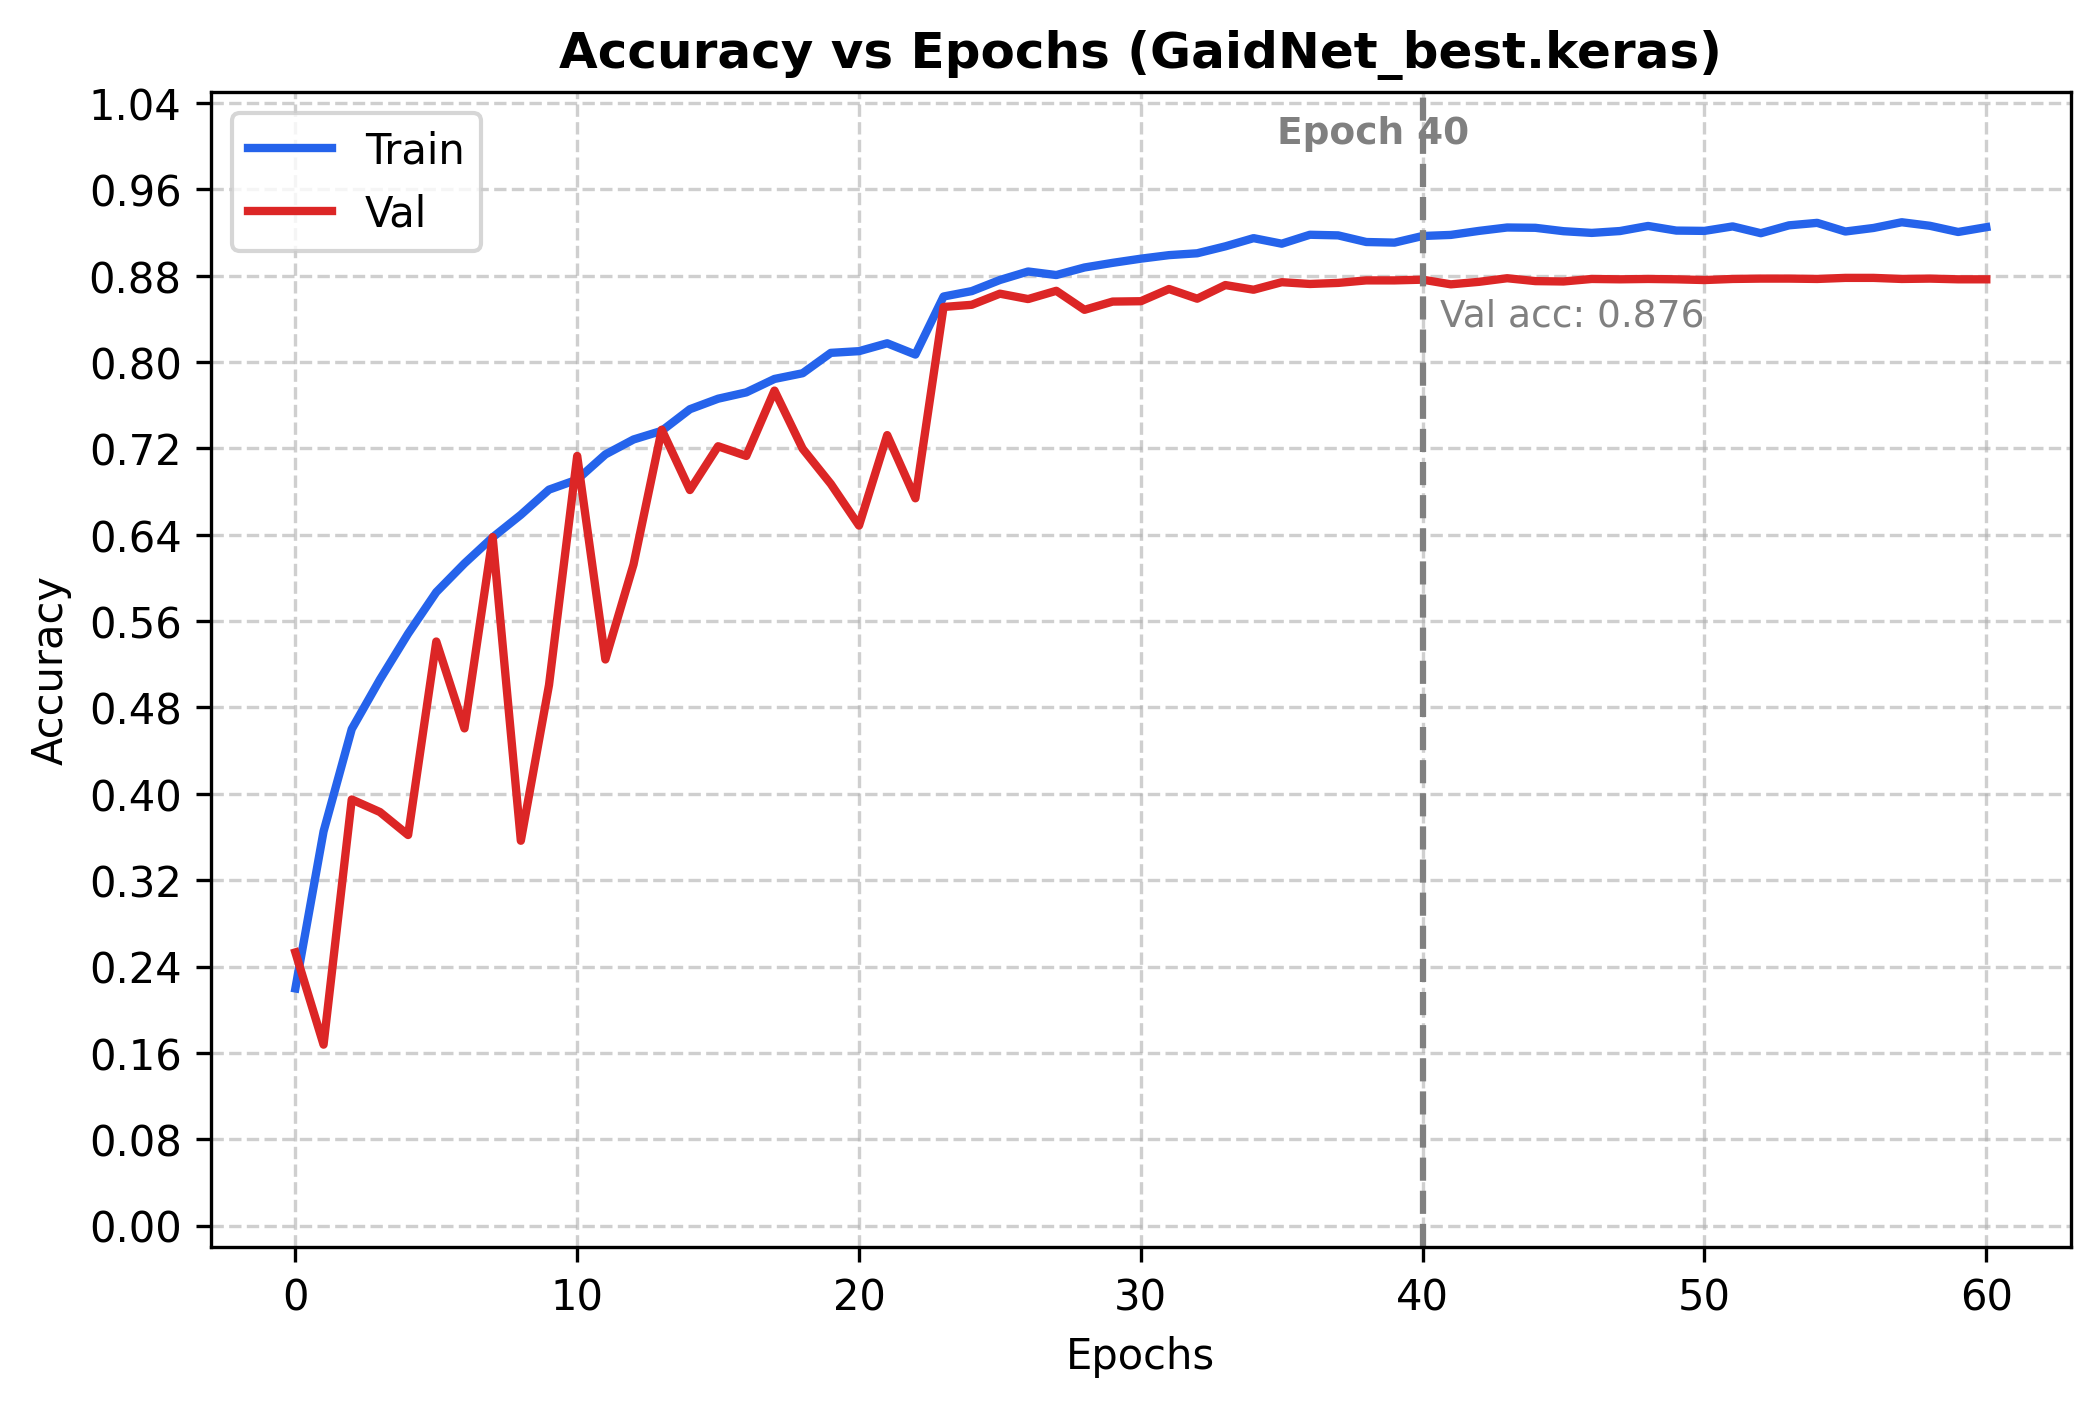 Accuracy vs Epochs (GaidNet_best.keras)
1.04
0.96
0.88
0.80
0.72
0.64
0.56
0.48
0.40
0.32
0.24
0.16
0.08
0.00
Accuracy
Train
Val
Epoch 40
Val acc: 0.876
0 10 20 30 40 50 60
Epochs